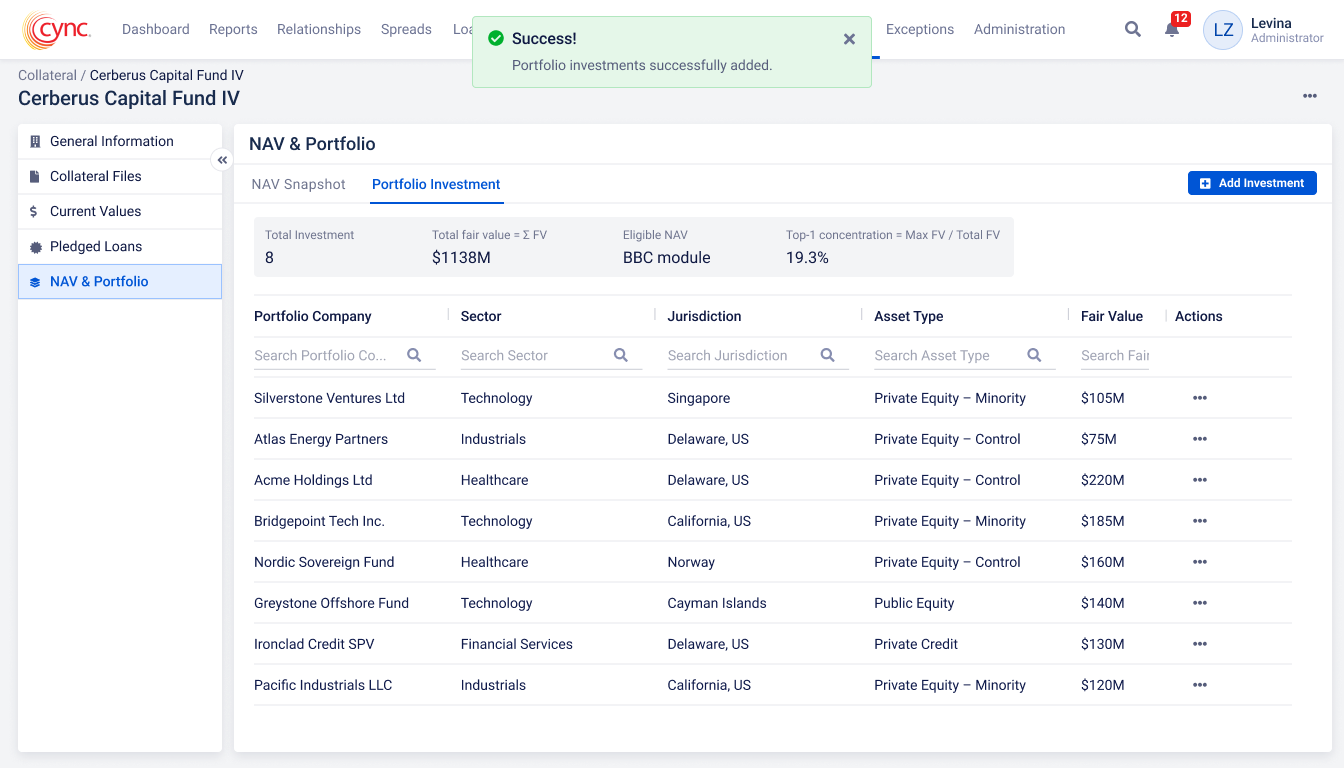 cync
Dashboard Reports Relationships Spreads Loa Exceptions Administration
12
LZ
Levina
Administrator
Success!
Portfolio investments successfully added.
Collateral / Cerberus Capital Fund IV
Cerberus Capital Fund IV
General Information
Collateral Files
Current Values
Pledged Loans
NAV & Portfolio
NAV & Portfolio
NAV Snapshot Portfolio Investment
Add Investment
Total Investment Total fair value = Σ FV Eligible NAV Top-1 concentration = Max FV / Total FV
8 $1138M BBC module 19.3%
Portfolio Company Sector Jurisdiction Asset Type Fair Value Actions
Search Portfolio Co... Search Sector Search Jurisdiction Search Asset Type Search Fair
Silverstone Ventures Ltd Technology Singapore Private Equity – Minority $105M
Atlas Energy Partners Industrials Delaware, US Private Equity – Control $75M
Acme Holdings Ltd Healthcare Delaware, US Private Equity – Control $220M
Bridgepoint Tech Inc. Technology California, US Private Equity – Minority $185M
Nordic Sovereign Fund Healthcare Norway Private Equity – Control $160M
Greystone Offshore Fund Technology Cayman Islands Public Equity $140M
Ironclad Credit SPV Financial Services Delaware, US Private Credit $130M
Pacific Industrials LLC Industrials California, US Private Equity – Minority $120M